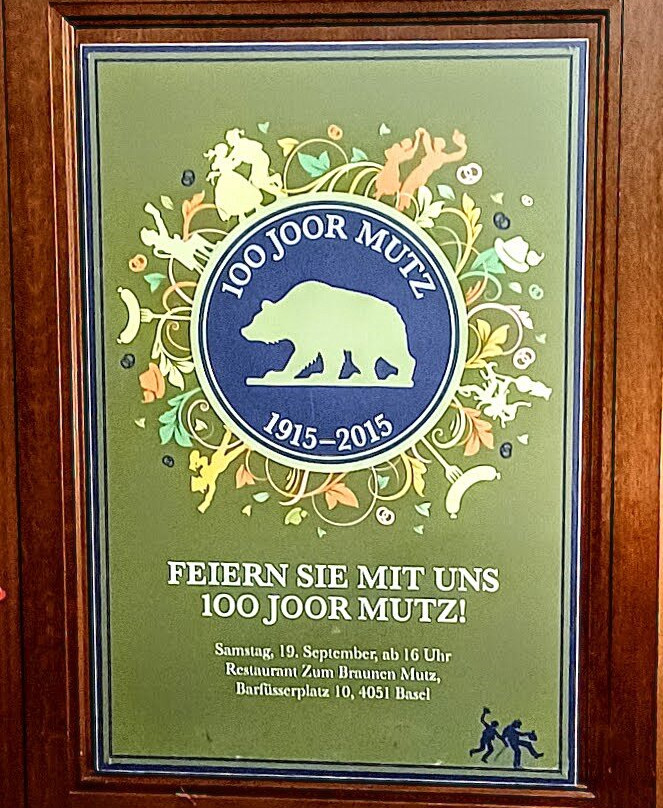 100 JOOR MUTZ
1915–2015
FEIERN SIE MIT UNS
100 JOOR MUTZ!
Samstag, 19. September, ab 16 Uhr
Restaurant Zum Braunen Mutz,
Barfüsserplatz 10, 4051 Basel